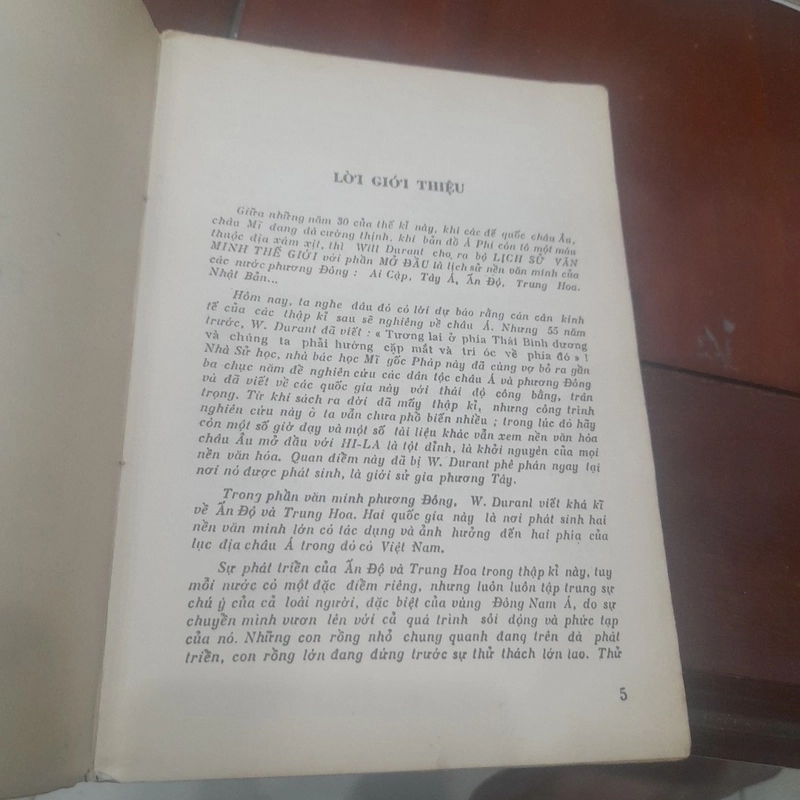 LỜI GIỚI THIỆU
Giữa những năm 30 của thế kỉ này, khi các đế quốc châu Âu,
châu Mĩ đang đà cường thịnh, khi bản đồ Á Phi còn tô một màu
thuộc địa xám xịt, thì Will Durant cho ra bộ LỊCH SỬ VĂN
MINH THẾ GIỚI với phần MỞ ĐẦU là lịch sử nền văn minh của
các nước phương Đông : Ai Cập, Tây Á, Ấn Độ, Trung Hoa.
Nhật Bản...
Hôm nay, ta nghe đâu đó có lời dự báo rằng cán cân kinh
tế của các thập kỉ sau sẽ nghiêng về châu Á. Nhưng 55 năm
trước, W. Durant đã viết : « Tương lai ở phía Thái Bình dương
và chúng ta phải hướng cặp mắt và trí óc về phía đó » !
Nhà Sử học, nhà bác học Mĩ gốc Pháp này đã cùng vợ bỏ ra gần
ba chục năm để nghiên cứu các dân tộc châu Á và phương Đông
và đã viết về các quốc gia này với thái độ công bằng, trân
trọng. Từ khi sách ra đời đã mấy thập kỉ, nhưng công trình
nghiên cứu này ở ta vẫn chưa phổ biến nhiều ; trong lúc đó hãy
còn một số giờ dạy và một số tài liệu khác vẫn xem nền văn hóa
châu Âu mở đầu với HI-LA là tột đỉnh, là khởi nguyên của mọi
nền văn hóa. Quan điểm này đã bị W. Durant phê phán ngay tại
nơi nó được phát sinh, là giới sử gia phương Tây.
Trong phần văn minh phương Đông, W. Durant viết khá kĩ
về Ấn Độ và Trung Hoa. Hai quốc gia này là nơi phát sinh hai
nền văn minh lớn có tác dụng và ảnh hưởng đến hai phía của
lục địa châu Á trong đó có Việt Nam.
Sự phát triển của Ấn Độ và Trung Hoa trong thập kỉ này, tuy
mỗi nước có một đặc điểm riêng, nhưng luôn luôn tập trung sự
chú ý của cả loài người, đặc biệt của vùng Đông Nam Á, do sự
chuyển mình vươn lên với cả quá trình sôi động và phức tạp
của nó. Những con rồng nhỏ chung quanh đang trên đà phát
triển, con rồng lớn đang đứng trước sự thử thách lớn lao. Thử
5